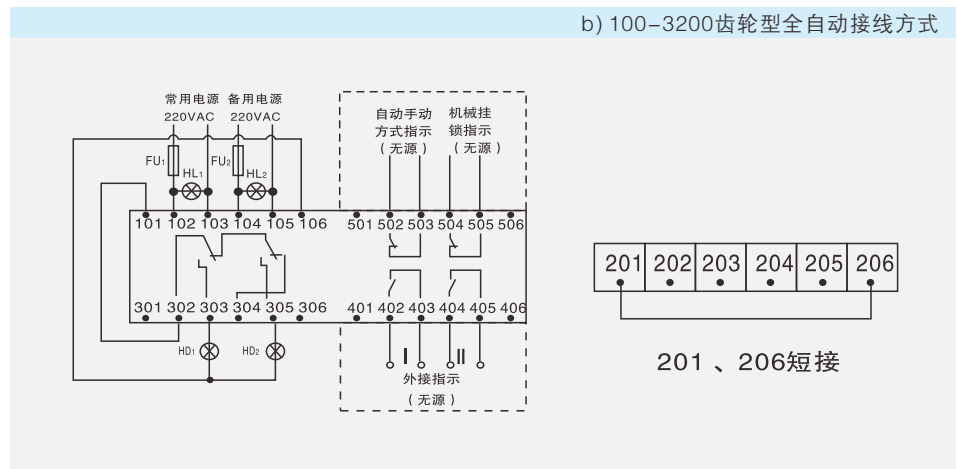 b) 100-3200齿轮型全自动接线方式
常用电源 备用电源
220VAC 220VAC
FU1 FU2
HL1 HL2
自动手动
方式指示
(无源)
机械挂
锁指示
(无源)
101 102 103 104 105 106
501 502 503 504 505 506
301 302 303 304 305 306
401 402 403 404 405 406
HD1 HD2
I II
外接指示
(无源)
201 202 203 204 205 206
201 、206短接